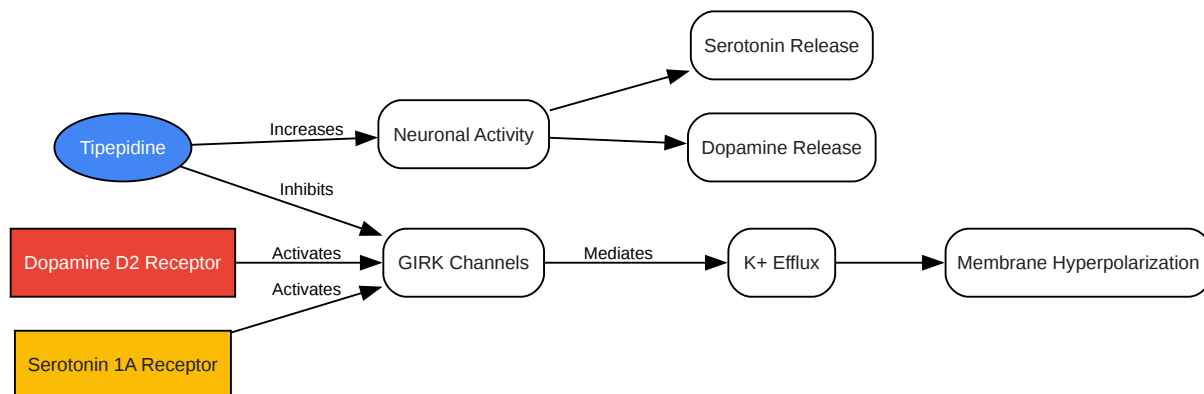 Serotonin Release
Increases
Neuronal Activity
Tipepidine
Dopamine Release
Inhibits
Dopamine D2 Receptor
Activates
GIRK Channels
Mediates
K+ Efflux
Membrane Hyperpolarization
Activates
Serotonin 1A Receptor